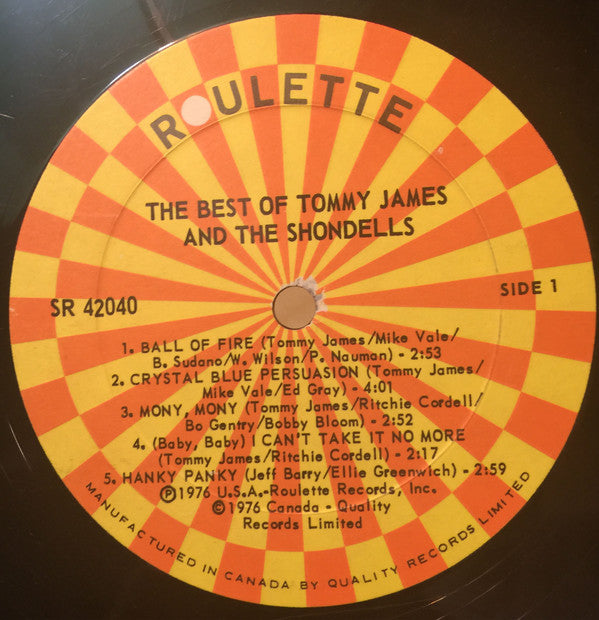 ROULETTE
THE BEST OF TOMMY JAMES
AND THE SHONDELLS
SR 42040
SIDE 1
1. BALL OF FIRE (Tommy James/Mike Vale/
B. Sudano/W. Wilson/P. Nauman) - 2:53
2. CRYSTAL BLUE PERSUASION (Tommy James/
Mike Vale/Ed Gray) - 4:01
3. MONY, MONY (Tommy James/Ritchie Cordell/
Bo Gentry/Bobby Bloom) - 2:52
4. (Baby, Baby) I CAN'T TAKE IT NO MORE
(Tommy James/Ritchie Cordell) - 2:17
5. HANKY PANKY (Jeff Barry/Ellie Greenwich) - 2:59
℗1976 U.S.A.-Roulette Records, Inc.
©1976 Canada - Quality
Records Limited
MANUFACTURED IN CANADA BY QUALITY RECORDS LIMITED